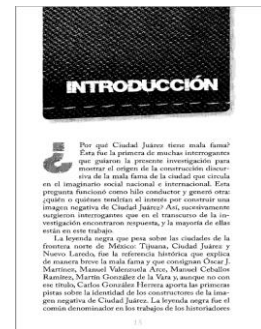 INTRODUCCIÓN
¿Por qué Ciudad Juárez tiene mala fama?
Ésta fue la primera de muchas interrogantes
que guiaron la presente investigación para
mostrar el origen de la construcción discur-
siva de la mala fama de la ciudad que circula
en el imaginario social nacional e internacional. Esta
pregunta funcionó como hilo conductor y generó otra:
¿quién o quiénes tendrían el interés por construir una
imagen negativa de Ciudad Juárez? Así, sucesivamente
surgieron interrogantes que en el transcurso de la in-
vestigación encontraron respuesta, y la mayoría de ellas
están en este trabajo.
La leyenda negra que pesa sobre las ciudades de la
frontera norte de México: Tijuana, Ciudad Juárez y
Nuevo Laredo, fue la referencia histórica que explica
de manera breve la mala fama y que consignan Oscar J.
Martínez, Manuel Valenzuela Arce, Manuel Ceballos
Ramírez, Martín González de la Vara y, aunque no con
ese título, Carlos González Herrera aporta las primeras
pistas sobre la identidad de los constructores de la ima-
gen negativa de Ciudad Juárez. La leyenda negra fue el
común denominador en los trabajos de los historiadores